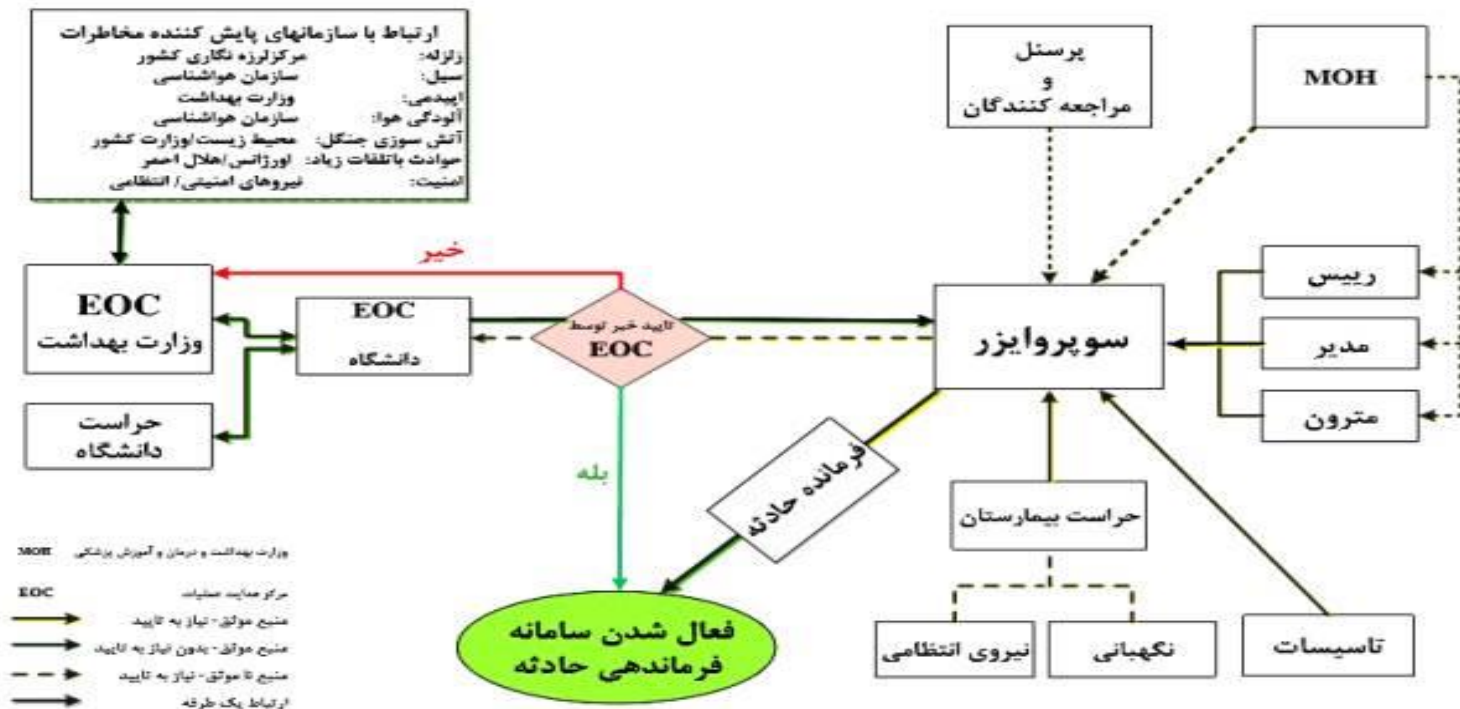 ارتباط با سازمانهای پایش کننده مخاطرات
زلزله: مرکزلرزه نگاری کشور
سیل: سازمان هواشناسی
اپیدمی: وزارت بهداشت
آلودگی هوا: سازمان هواشناسی
آتش سوزی جنگل: محیط زیست/وزارت کشور
حوادث باتلفات زیاد: اورژانس/هلال احمر
امنیت: نیروهای امنیتی/ انتظامی
پرسنل
و
مراجعه کنندگان
MOH
خیر
EOC
وزارت بهداشت
EOC
دانشگاه
تایید خبر توسط
EOC
سوپروایزر
رییس
مدیر
مترون
حراست
دانشگاه
بله
فرمانده حادثه
حراست بیمارستان
نیروی انتظامی
نگهبانی
تاسیسات
فعال شدن سامانه
فرماندهی حادثه
MOH وزارت بهداشت و درمان و آموزش پزشکی
EOC مرکز هدایت عملیات
منبع موثق- نیاز به تایید
منبع موثق- بدون نیاز به تایید
منبع نا موثق- نیاز به تایید
ارتباط یک طرفه